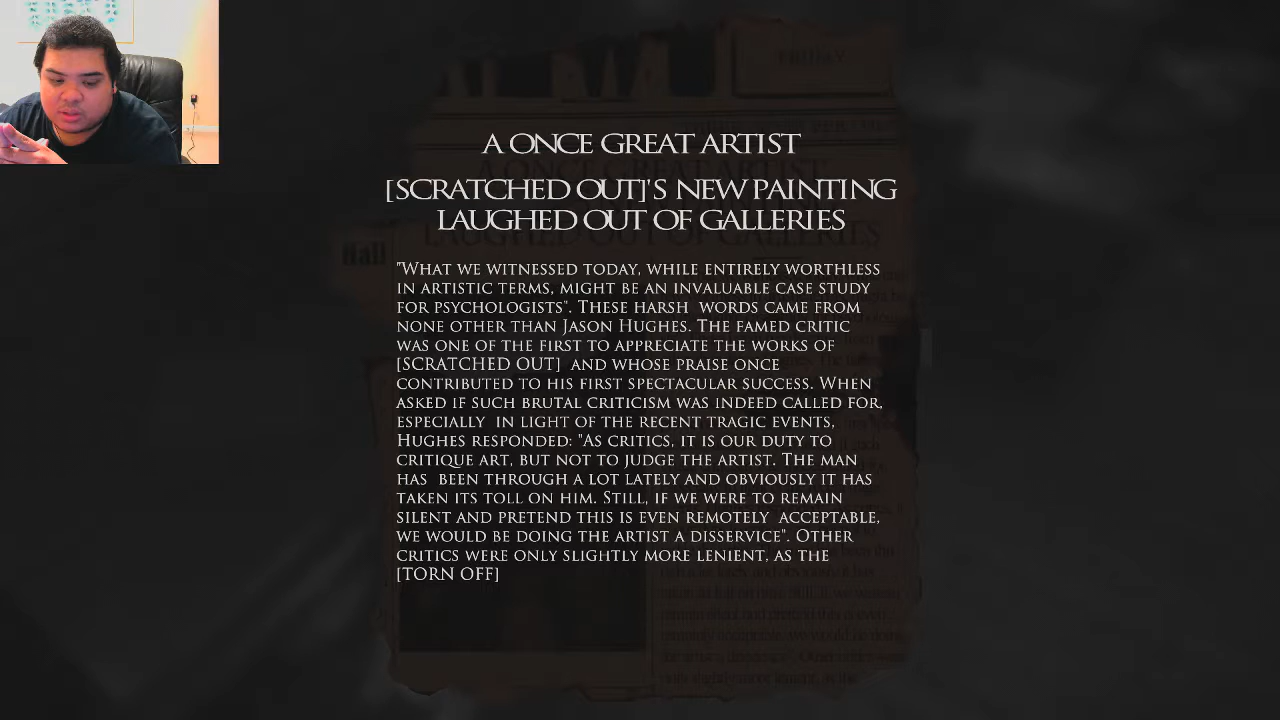 FRIDAY
A ONCE GREAT ARTIST
[SCRATCHED OUT]'S NEW PAINTING
LAUGHED OUT OF GALLERIES
Hall
"WHAT WE WITNESSED TODAY, WHILE ENTIRELY WORTHLESS
IN ARTISTIC TERMS, MIGHT BE AN INVALUABLE CASE STUDY
FOR PSYCHOLOGISTS". THESE HARSH WORDS CAME FROM
NONE OTHER THAN JASON HUGHES. THE FAMED CRITIC
WAS ONE OF THE FIRST TO APPRECIATE THE WORKS OF
[SCRATCHED OUT] AND WHOSE PRAISE ONCE
CONTRIBUTED TO HIS FIRST SPECTACULAR SUCCESS. WHEN
ASKED IF SUCH BRUTAL CRITICISM WAS INDEED CALLED FOR,
ESPECIALLY IN LIGHT OF THE RECENT TRAGIC EVENTS,
HUGHES RESPONDED: "AS CRITICS, IT IS OUR DUTY TO
CRITIQUE ART, BUT NOT TO JUDGE THE ARTIST. THE MAN
HAS BEEN THROUGH A LOT LATELY AND OBVIOUSLY IT HAS
TAKEN ITS TOLL ON HIM. STILL, IF WE WERE TO REMAIN
SILENT AND PRETEND THIS IS EVEN REMOTELY ACCEPTABLE,
WE WOULD BE DOING THE ARTIST A DISSERVICE". OTHER
CRITICS WERE ONLY SLIGHTLY MORE LENIENT, AS THE
[TORN OFF]